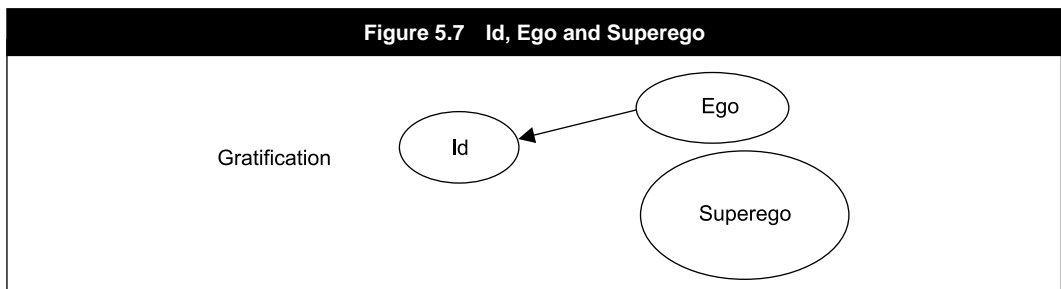 Figure 5.7 Id, Ego and Superego
Ego
Id
Gratification
Superego